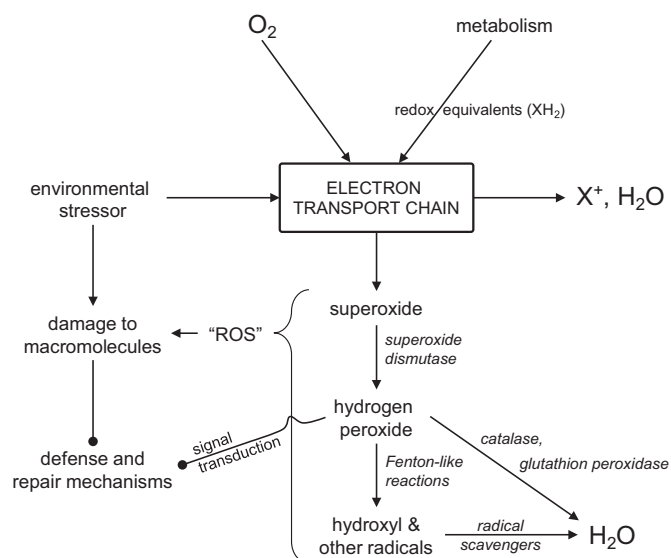 O₂
metabolism
redox equivalents (XH₂)
environmental
stressor
ELECTRON
TRANSPORT CHAIN
X⁺, H₂O
superoxide
damage to
macromolecules
"ROS"
superoxide
dismutase
hydrogen
peroxide
signal
transduction
defense and
repair mechanisms
catalase,
glutathion peroxidase
Fenton-like
reactions
hydroxyl &
other radicals
radical
scavengers
H₂O